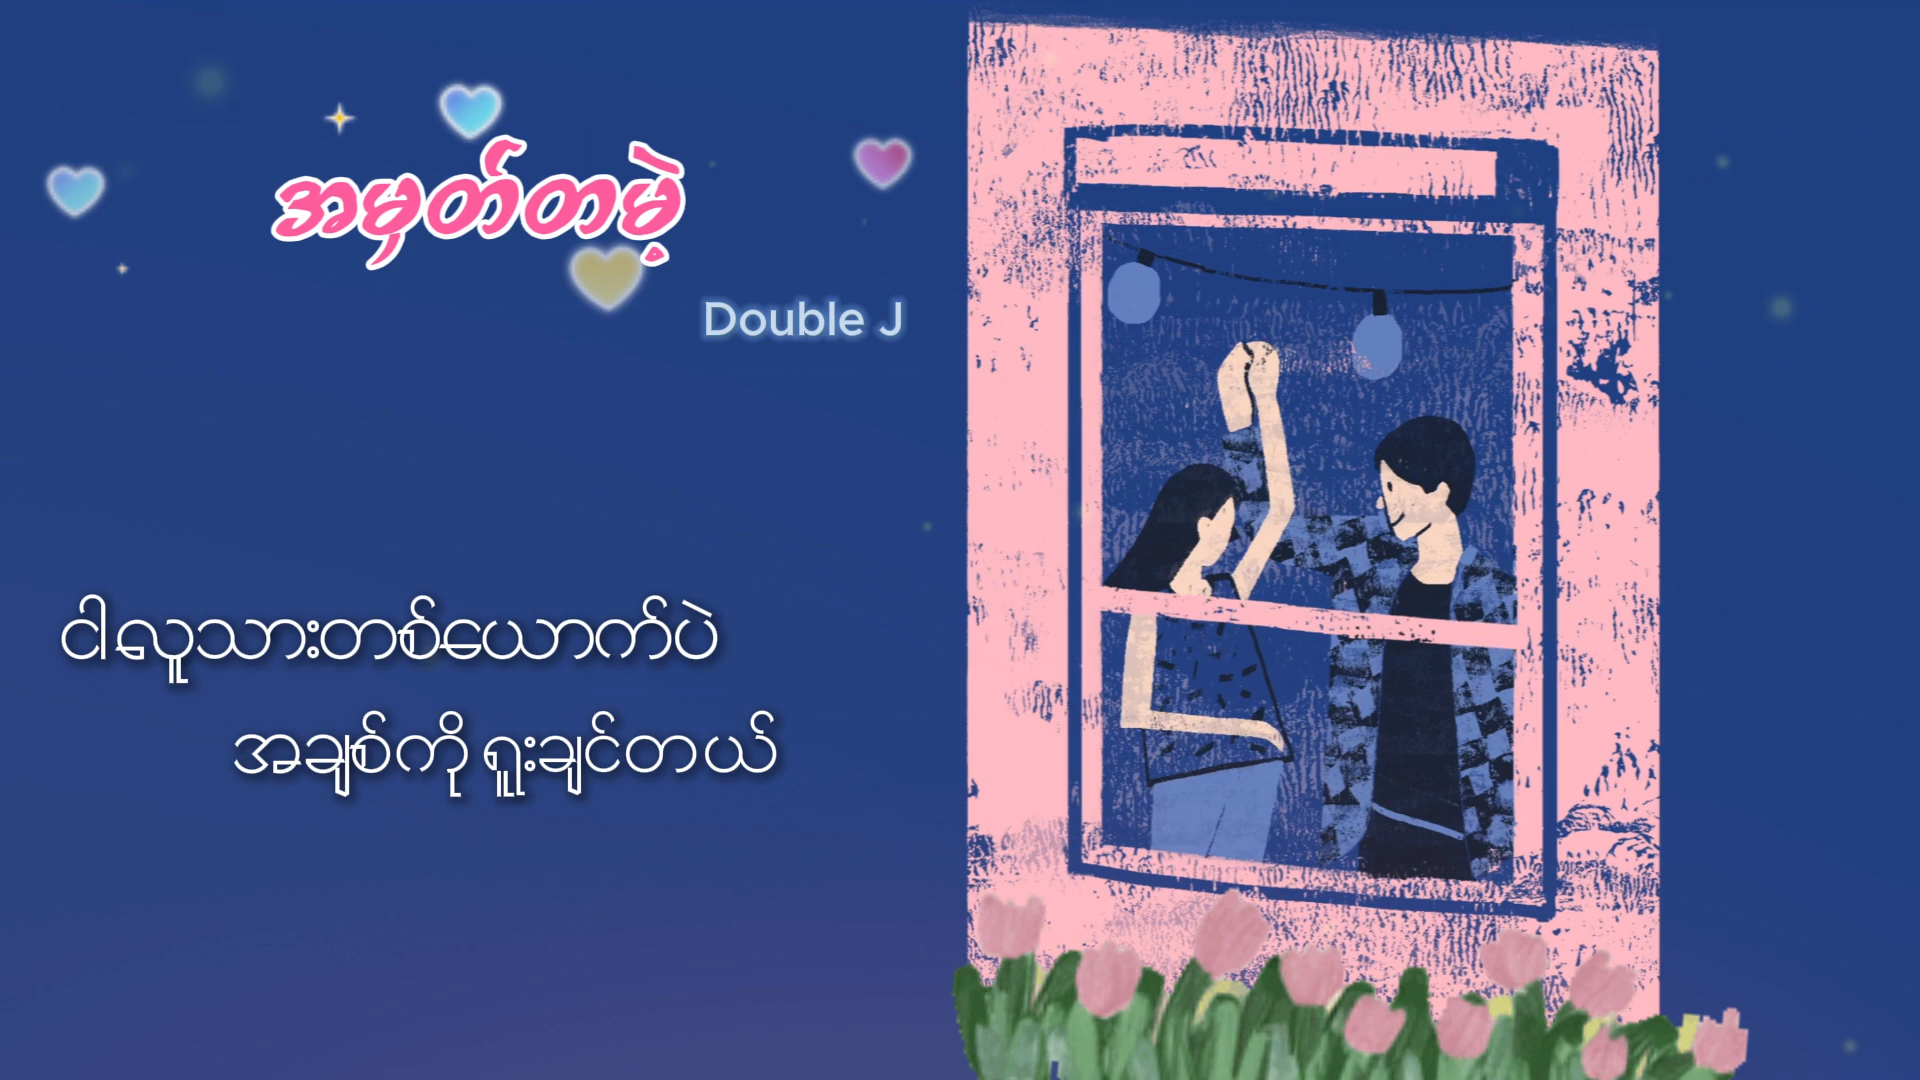 အမှတ်တမဲ့
Double J
ငါလူသားတစ်ယောက်ပဲ
အချစ်ကို ရူးချင်တယ်